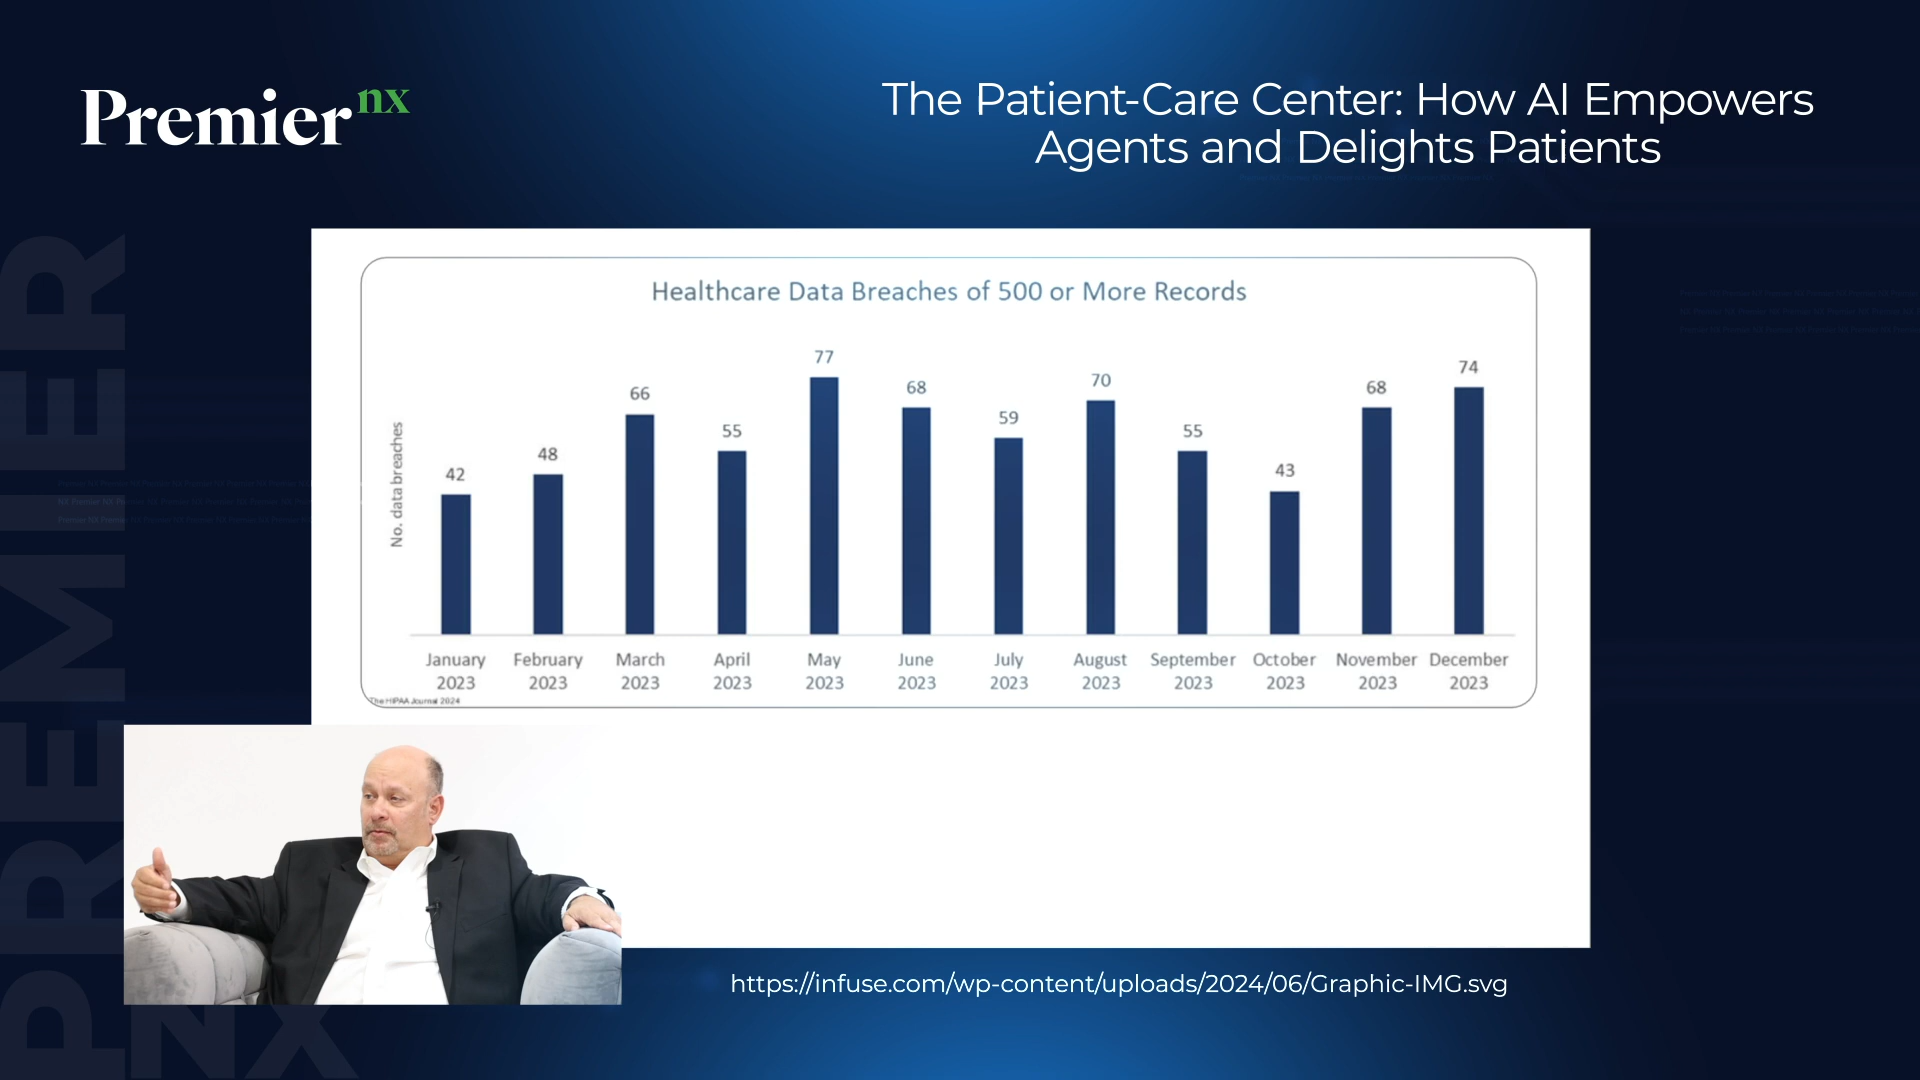 Premier nx
The Patient-Care Center: How AI Empowers
Agents and Delights Patients
Healthcare Data Breaches of 500 or More Records
No. data breaches
42
48
66
55
77
68
59
70
55
43
68
74
January 2023
February 2023
March 2023
April 2023
May 2023
June 2023
July 2023
August 2023
September 2023
October 2023
November 2023
December 2023
The HIPAA Journal 2024
https://infuse.com/wp-content/uploads/2024/06/Graphic-IMG.svg
PREMIER
NX